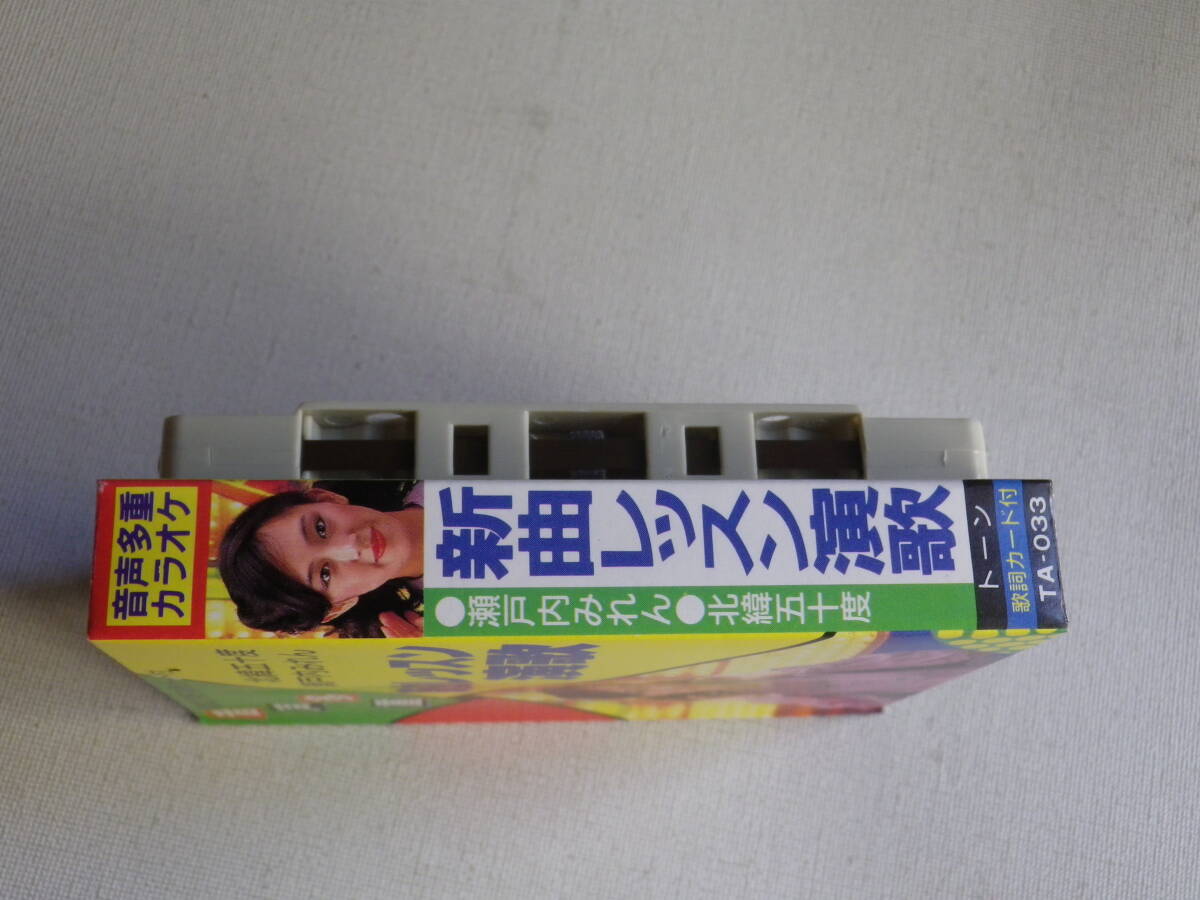 音声多重
カラオケ
新曲レッスン演歌
●瀬戸内みれん●北緯五十度
トーン
歌詞カード付
TA-033
演歌